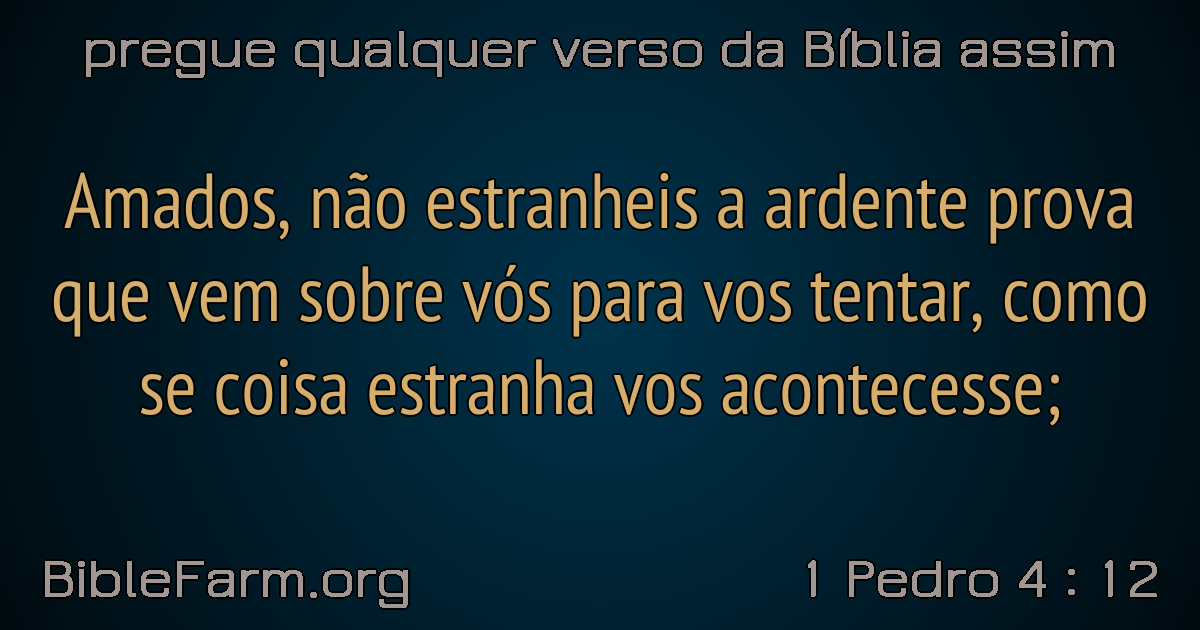 pregue qualquer verso da Bíblia assim
Amados, não estranheis a ardente prova
que vem sobre vós para vos tentar, como
se coisa estranha vos acontecesse;
BibleFarm.org
1 Pedro 4 : 12